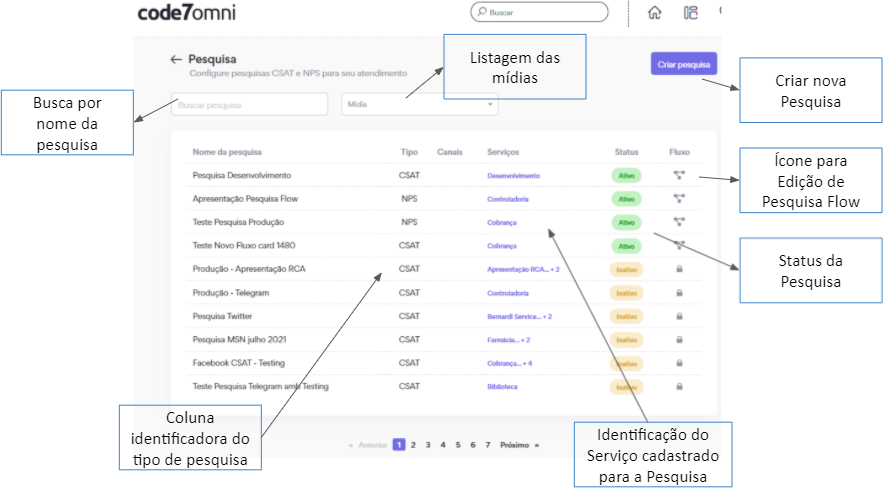 code7omni
Buscar
Pesquisa
Configure pesquisas CSAT e NPS para seu atendimento
Listagem das
mídias
Criar pesquisa
Criar nova
Pesquisa
Busca por
nome da
pesquisa
Buscar pesquisa
Mídia
Nome da pesquisa Tipo Canais Serviços Status Fluxo
Pesquisa Desenvolvimento CSAT Desenvolvimento Ativo
Apresentação Pesquisa Flow NPS Controladoria Ativo
Teste Pesquisa Produção NPS Cobrança Ativo
Teste Novo Fluxo card 1480 CSAT Cobrança Ativo
Produção - Apresentação RCA CSAT Apresentação RCA... + 2 Inativo
Produção - Telegram CSAT Controladoria Inativo
Pesquisa Twitter CSAT Bernardi Service... + 2 Inativo
Pesquisa MSN julho 2021 CSAT Farmácia... + 2 Inativo
Facebook CSAT - Testing CSAT Cobrança... + 4 Inativo
Teste Pesquisa Telegram amb Testing CSAT Biblioteca Inativo
Ícone para
Edição de
Pesquisa Flow
Status da
Pesquisa
Coluna
identificadora do
tipo de pesquisa
« Anterior 1 2 3 4 5 6 7 Próximo »
Identificação do
Serviço cadastrado
para a Pesquisa